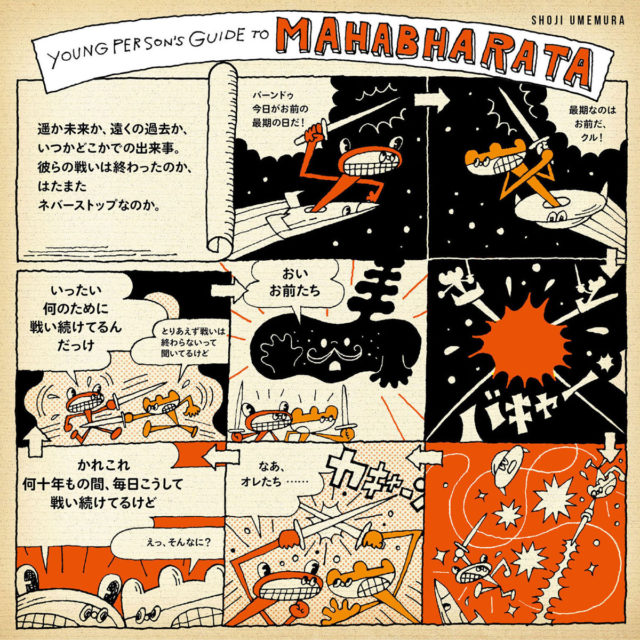 SHOJI UMEMURA
YOUNG PERSON'S GUIDE TO MAHABHARATA
遥か未来か、遠くの過去か、
いつかどこかでの出来事。
彼らの戦いは終わったのか、
はたまた
ネバーストップなのか。
バーンドゥ
今日がお前の
最期の日だ!
最期なのは
お前だ、
クル!
バキャーン
カキャーン
なあ、
オレたち ……
かれこれ
何十年もの間、毎日こうして
戦い続けてるけど
えっ、そんなに?
いったい
何のために
戦い続けてるん
だっけ
とりあえず戦いは
終わらないって
聞いてるけど
おい
お前たち